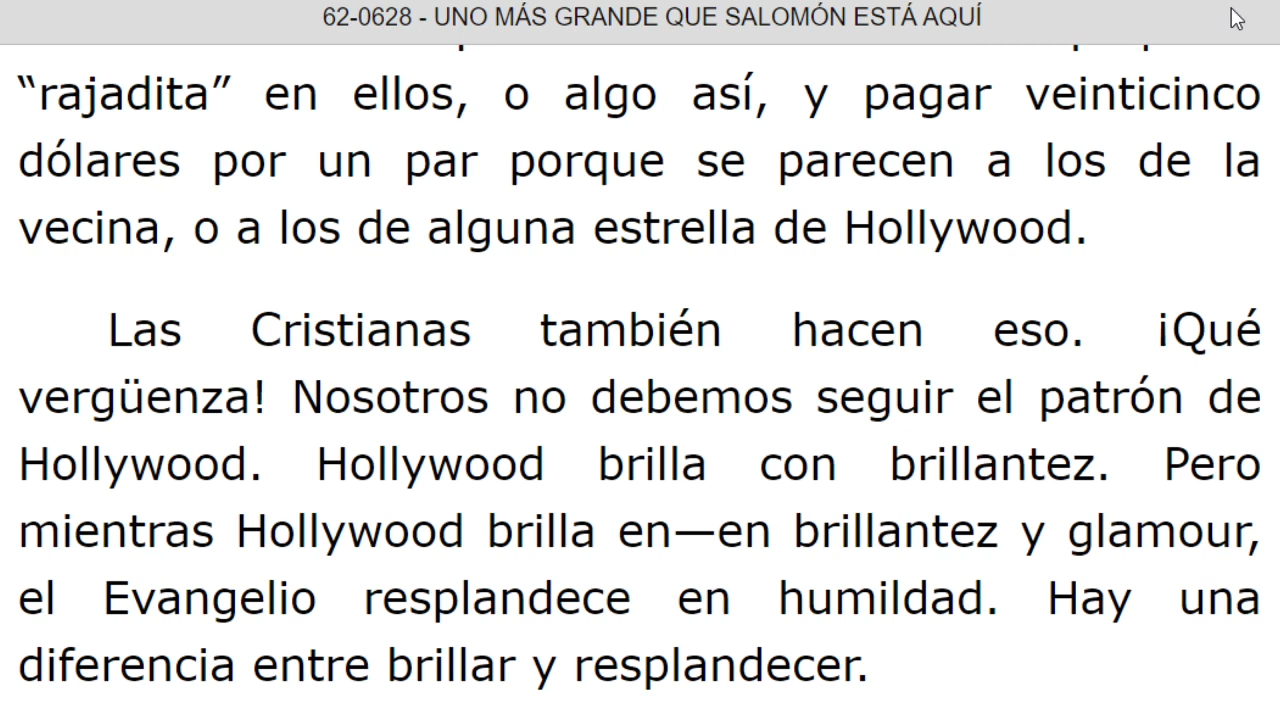 62-0628 - UNO MÁS GRANDE QUE SALOMÓN ESTÁ AQUÍ
“rajadita” en ellos, o algo así, y pagar veinticinco
dólares por un par porque se parecen a los de la
vecina, o a los de alguna estrella de Hollywood.
Las Cristianas también hacen eso. ¡Qué
vergüenza! Nosotros no debemos seguir el patrón de
Hollywood. Hollywood brilla con brillantez. Pero
mientras Hollywood brilla en—en brillantez y glamour,
el Evangelio resplandece en humildad. Hay una
diferencia entre brillar y resplandecer.